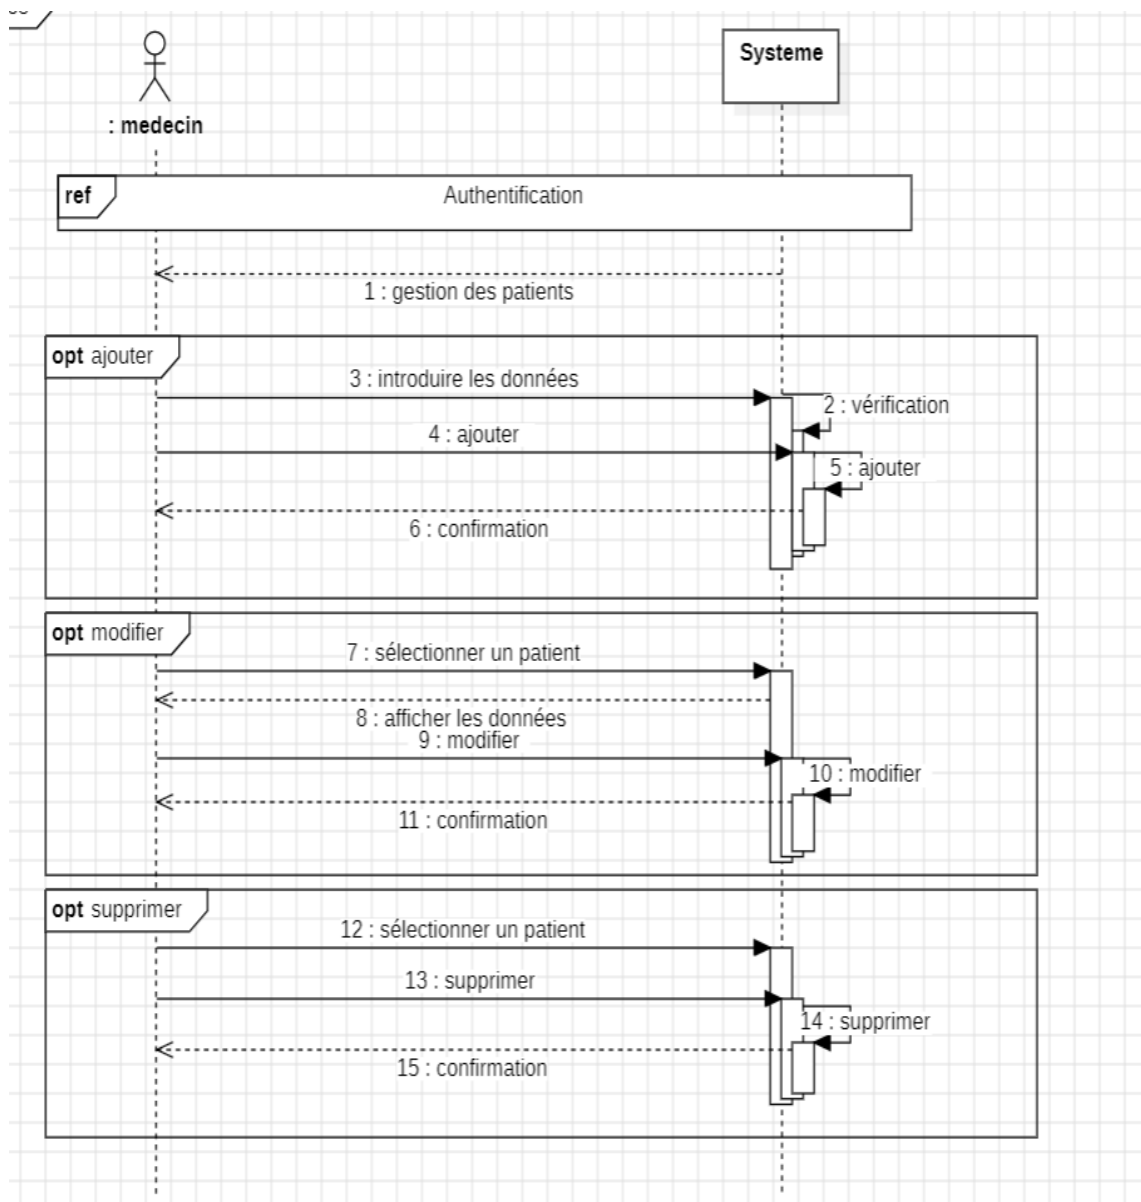 Systeme
: medecin
ref
Authentification
1 : gestion des patients
opt ajouter
3 : introduire les données
2 : vérification
4 : ajouter
5 : ajouter
6 : confirmation
opt modifier
7 : sélectionner un patient
8 : afficher les données
9 : modifier
10 : modifier
11 : confirmation
opt supprimer
12 : sélectionner un patient
13 : supprimer
14 : supprimer
15 : confirmation